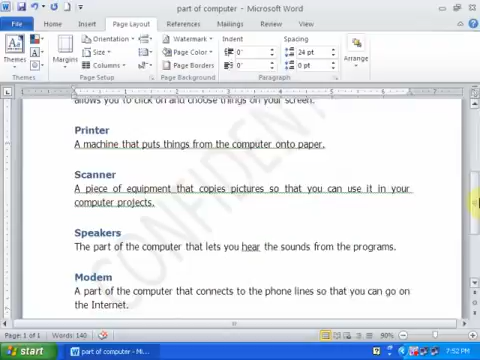 part of computer - Microsoft Word
File Home Insert Page Layout References Mailings Review View
Orientation Watermark Indent Spacing
Themes Margins Size Page Color 0" 24 pt Arrange
Columns Page Borders 0" 0 pt
Themes Page Setup Page Background Paragraph
allows you to click on and choose things on your screen.
Printer
A machine that puts things from the computer onto paper.
Scanner
A piece of equipment that copies pictures so that you can use it in your
computer projects.
Speakers
The part of the computer that lets you hear the sounds from the programs.
Modem
A part of the computer that connects to the phone lines so that you can go on
the Internet.
CONFIDENT
Page: 1 of 1 Words: 140 90%
start part of computer - Mi... 7:52 PM